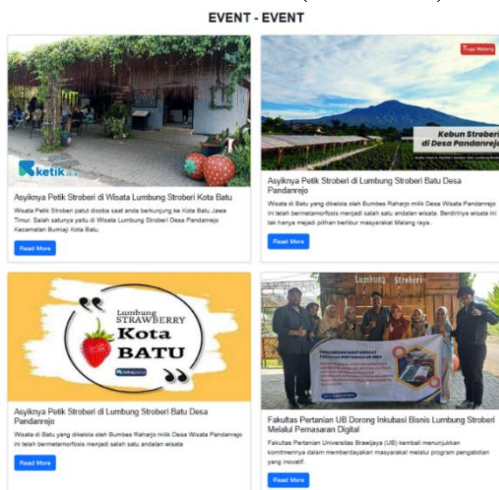 EVENT - EVENT
ketik
Asyiknya Petik Stroberi di Wisata Lumbung Stroberi Kota Batu
Wisata Petik Stroberi patut dicoba saat anda berkunjung ke Kota Batu Jawa
Timur. Salah satunya yaitu di Wisata Lumbung Stroberi Desa Pandanrejo
Kecamatan Bumiaji Kota Batu.
Read More
Tugu Malang
Kebun Stroberi
di Desa Pandanrejo
Asyiknya Petik Stroberi di Lumbung Stroberi Batu Desa
Pandanrejo
Wisata di Batu yang dikelola oleh Bumbes Raharjo milik Desa Wisata Pandanrejo
ini telah bermetamorfosis menjadi salah satu andalan wisata. Berdirinya wisata ini
tak hanya mejadi pilihan berlibur masyarakat Malang raya..
Read More
Lumbung
STRAWBERRY
Kota
BATU
Asyiknya Petik Stroberi di Lumbung Stroberi Batu Desa
Pandanrejo
Wisata di Batu yang dikelola oleh Bumbes Raharjo milik Desa Wisata Pandanrejo
ini telah bermetamorfosis menjadi salah satu andalan wisata
Read More
Lumbung Stroberi
Fakultas Pertanian UB Dorong Inkubasi Bisnis Lumbung Stroberi
Melalui Pemasaran Digital
Fakultas Pertanian Universitas Brawijaya (UB) kembali menunjukkan
komitmennya dalam memberdayakan masyarakat melalui program pengabdian
yang inovatif.
Read More